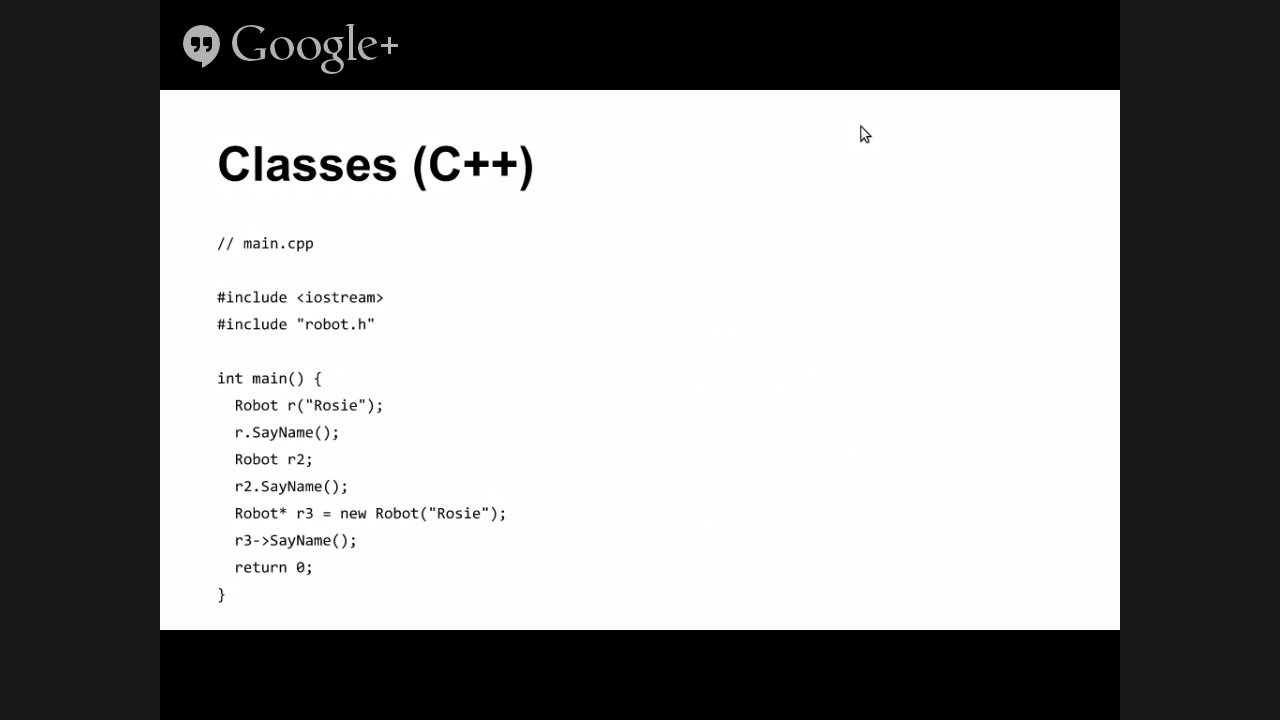 Google+
Classes (C++)
// main.cpp
#include <iostream>
#include "robot.h"
int main() {
  Robot r("Rosie");
  r.SayName();
  Robot r2;
  r2.SayName();
  Robot* r3 = new Robot("Rosie");
  r3->SayName();
  return 0;
}